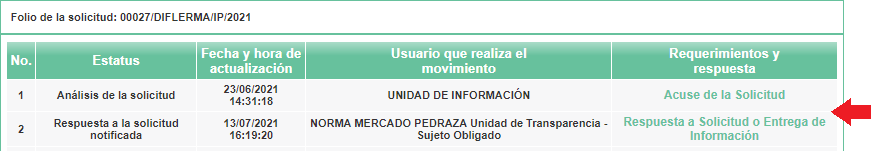 Folio de la solicitud: 00027/DIFLERMA/IP/2021
No. Estatus Fecha y hora de actualización Usuario que realiza el movimiento Requerimientos y respuesta
1 Análisis de la solicitud 23/06/2021 14:31:18 UNIDAD DE INFORMACIÓN Acuse de la Solicitud
2 Respuesta a la solicitud notificada 13/07/2021 16:19:20 NORMA MERCADO PEDRAZA Unidad de Transparencia - Sujeto Obligado Respuesta a Solicitud o Entrega de Información